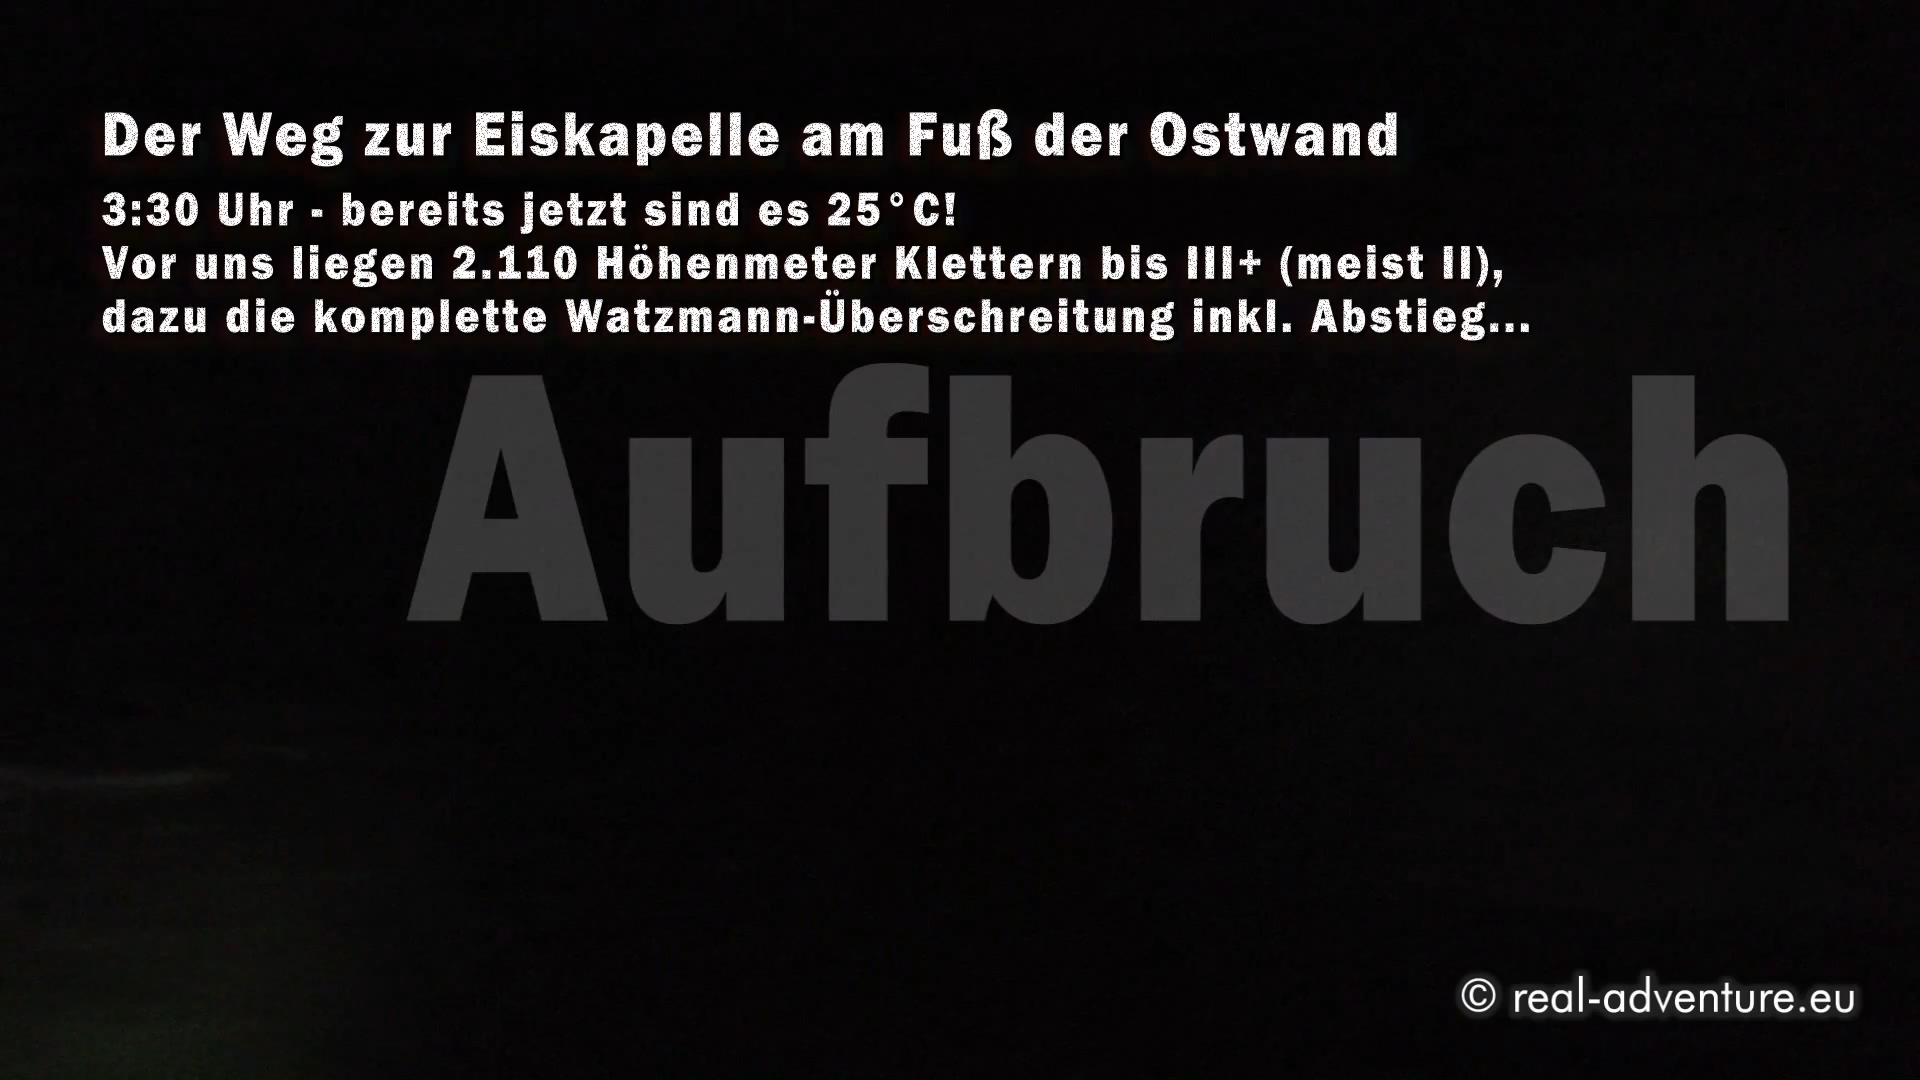 Der Weg zur Eiskapelle am Fuß der Ostwand
3:30 Uhr - bereits jetzt sind es 25°C!
Vor uns liegen 2.110 Höhenmeter Klettern bis III+ (meist II),
dazu die komplette Watzmann-Überschreitung inkl. Abstieg...
Aufbruch
© real-adventure.eu